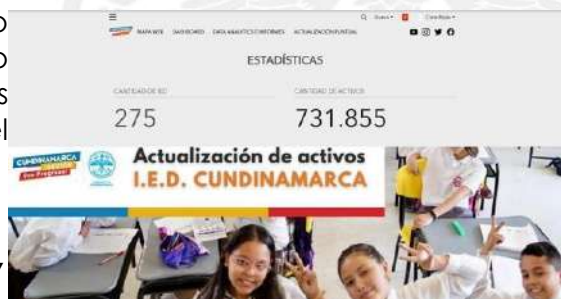 MAPA WEB DASHBOARD DATA ANALYTICS E INFORMES ACTUALIZACIÓN PUNTUAL
ESTADÍSTICAS
CANTIDAD DE IED
CANTIDAD DE ACTIVOS
275
731.855
CUNDINAMARCA
Actualización de activos
I.E.D. CUNDINAMARCA